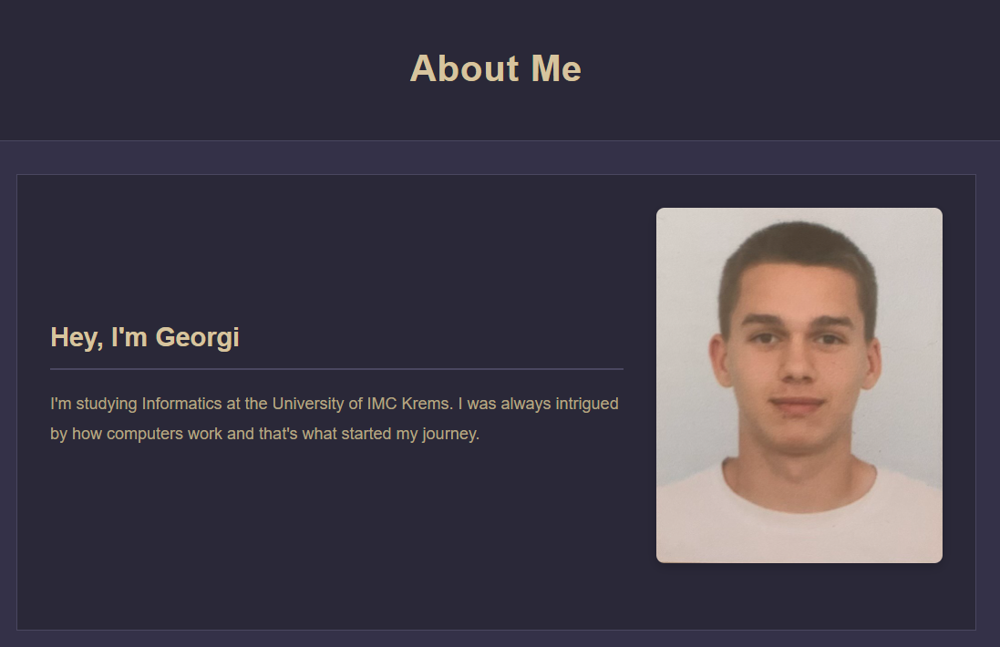 About Me
Hey, I'm Georgi
I'm studying Informatics at the University of IMC Krems. I was always intrigued
by how computers work and that's what started my journey.